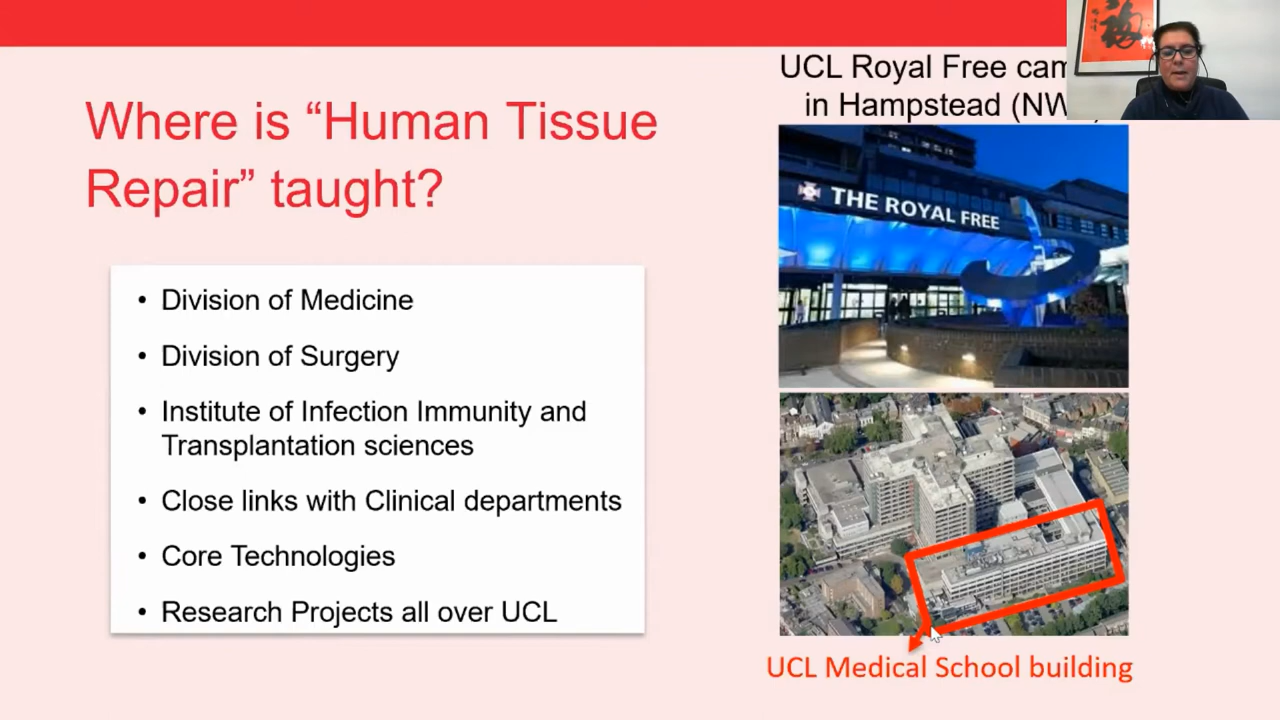 UCL Royal Free
in Hampstead
Where is “Human Tissue
Repair” taught?
THE ROYAL FREE
• Division of Medicine
• Division of Surgery
• Institute of Infection Immunity and
Transplantation sciences
• Close links with Clinical departments
• Core Technologies
• Research Projects all over UCL
UCL Medical School building